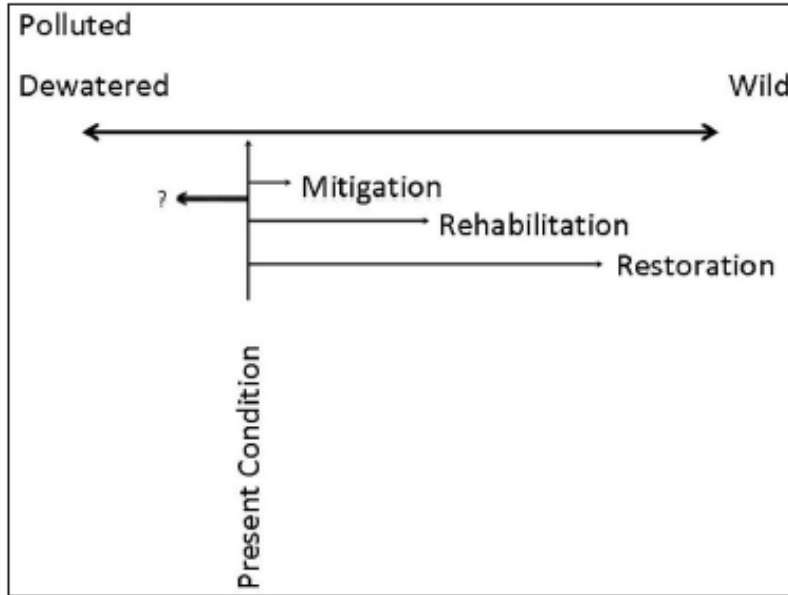 Polluted
Dewatered
Wild
Mitigation
?
Rehabilitation
Restoration
Present Condition